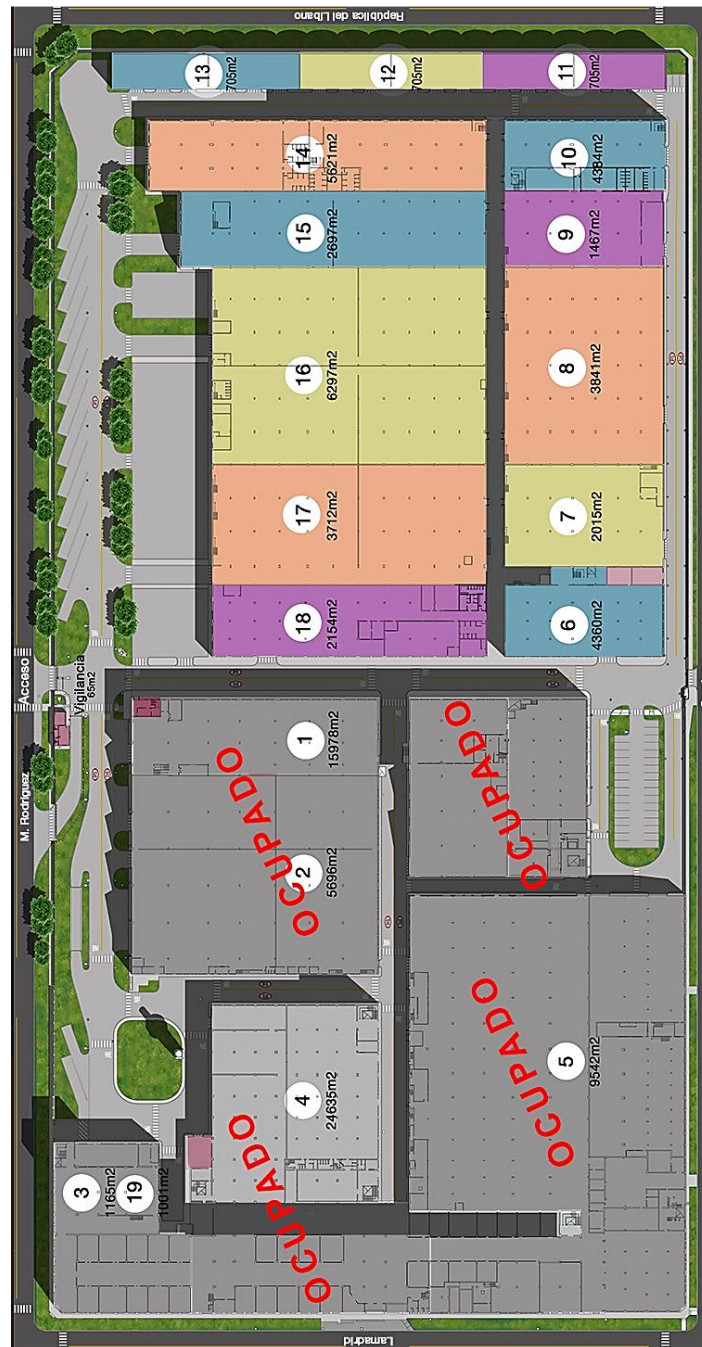 República del Líbano
13
705m2
12
705m2
11
705m2
14
5621m2
10
4384m2
15
2697m2
9
1467m2
16
6297m2
8
3841m2
17
3712m2
7
2015m2
18
2154m2
6
4360m2
Acceso
Vigilancia
65m2
M. Rodríguez
1
15978m2
OCUPADO
2
5696m2
OCUPADO
4
24635m2
OCUPADO
5
9542m2
OCUPADO
3
1165m2
19
1001m2
Lamadrid